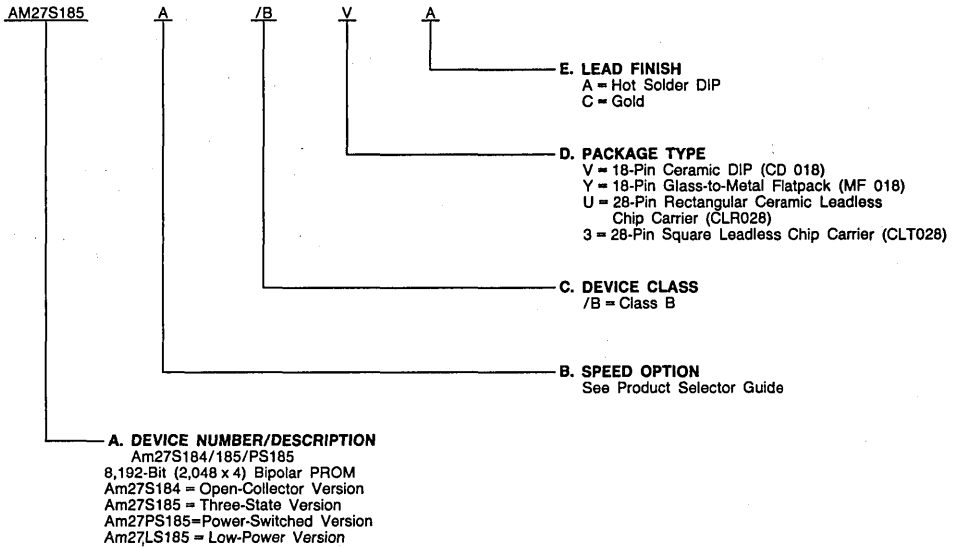 AM27S185 A /B V A
E. LEAD FINISH
A = Hot Solder DIP
C = Gold
D. PACKAGE TYPE
V = 18-Pin Ceramic DIP (CD 018)
Y = 18-Pin Glass-to-Metal Flatpack (MF 018)
U = 28-Pin Rectangular Ceramic Leadless
Chip Carrier (CLR028)
3 = 28-Pin Square Leadless Chip Carrier (CLT028)
C. DEVICE CLASS
/B = Class B
B. SPEED OPTION
See Product Selector Guide
A. DEVICE NUMBER/DESCRIPTION
Am27S184/185/PS185
8,192-Bit (2,048 x 4) Bipolar PROM
Am27S184 = Open-Collector Version
Am27S185 = Three-State Version
Am27PS185=Power-Switched Version
Am27LS185 = Low-Power Version